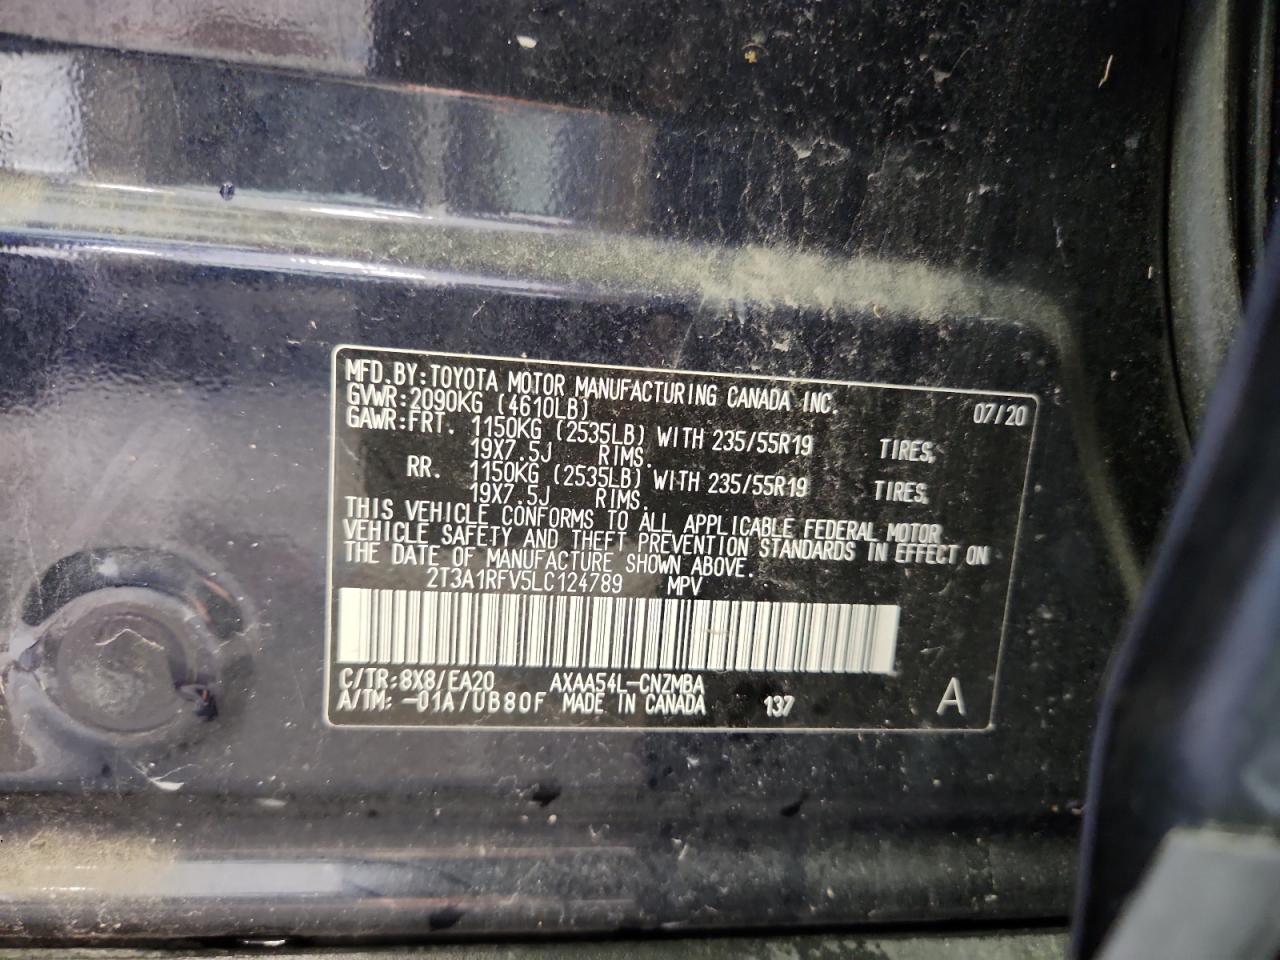 MFD.BY:TOYOTA MOTOR MANUFACTURING CANADA INC. 07/20
GVWR:2090KG (4610LB)
GAWR:FRT. 1150KG (2535LB) WITH 235/55R19 TIRES,
19X7.5J RIMS.
RR. 1150KG (2535LB) WITH 235/55R19 TIRES,
19X7.5J RIMS.
THIS VEHICLE CONFORMS TO ALL APPLICABLE FEDERAL MOTOR
VEHICLE SAFETY AND THEFT PREVENTION STANDARDS IN EFFECT ON
THE DATE OF MANUFACTURE SHOWN ABOVE.
2T3A1RFV5LC124789 MPV
C/TR:8X8/EA20 AXAA54L-CNZMBA
A/TM: -01A/UB80F MADE IN CANADA 137 A